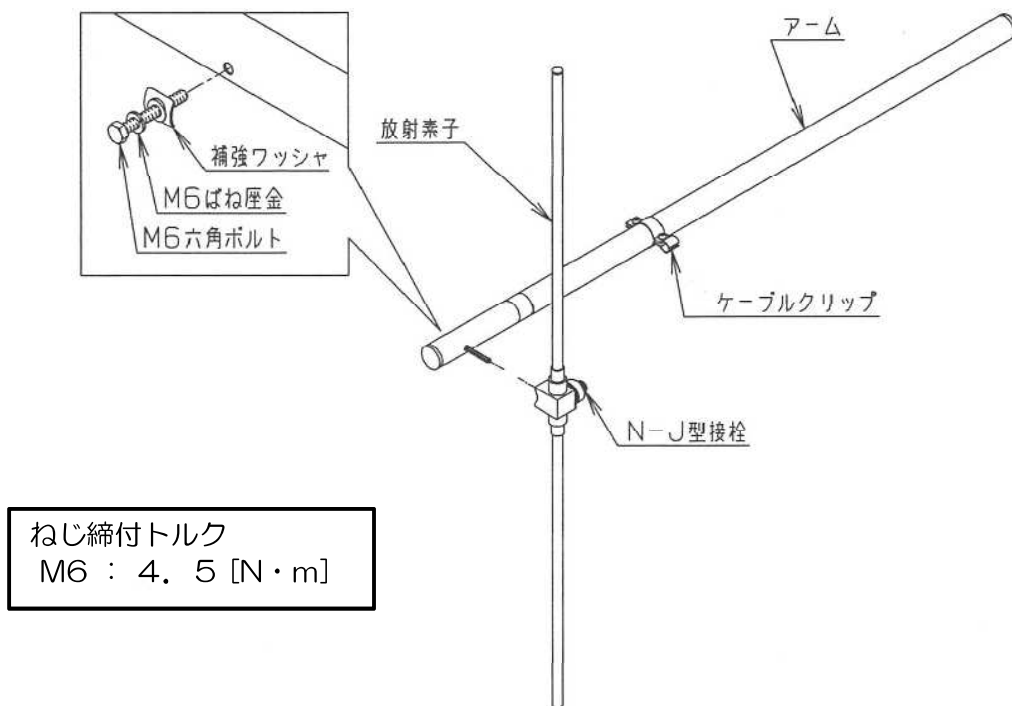 アーム
放射素子
補強ワッシャ
M6ばね座金
M6六角ボルト
ケーブルクリップ
N－J型接栓
ねじ締付トルク
M6 ： 4．5 [N・m]